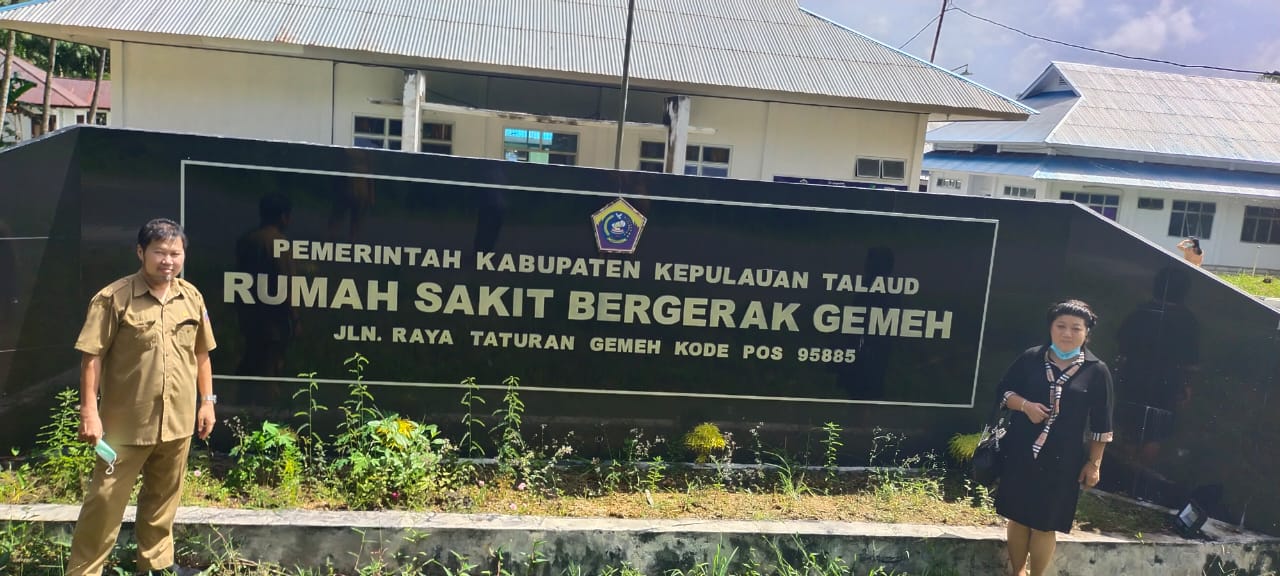 PEMERINTAH KABUPATEN KEPULAUAN TALAUD
RUMAH SAKIT BERGERAK GEMEH
JLN. RAYA TATURAN GEMEH KODE POS 95885